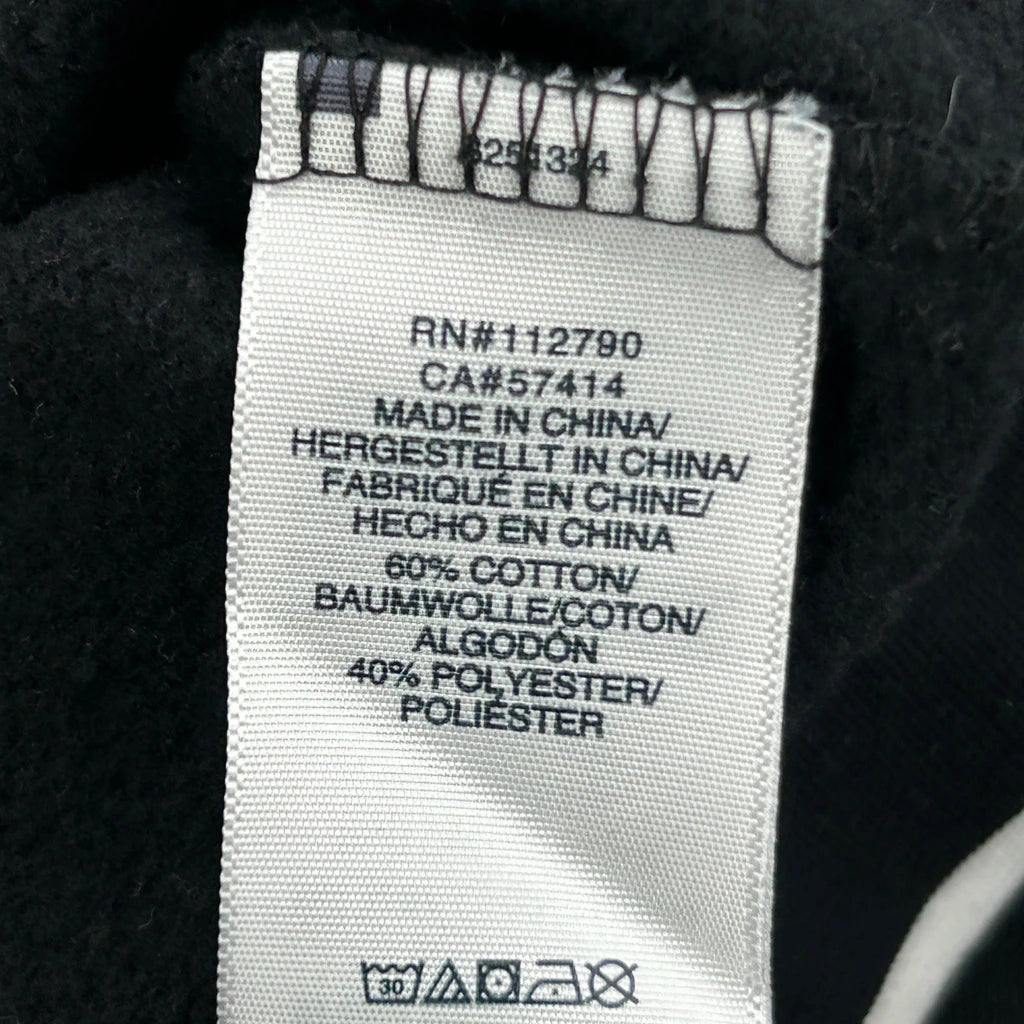 RN#112790
CA#57414
MADE IN CHINA/
HERGESTELLT IN CHINA/
FABRIQUÉ EN CHINE/
HECHO EN CHINA
60% COTTON/
BAUMWOLLE/COTON/
ALGODÓN
40% POLYESTER/
POLIÉSTER
30